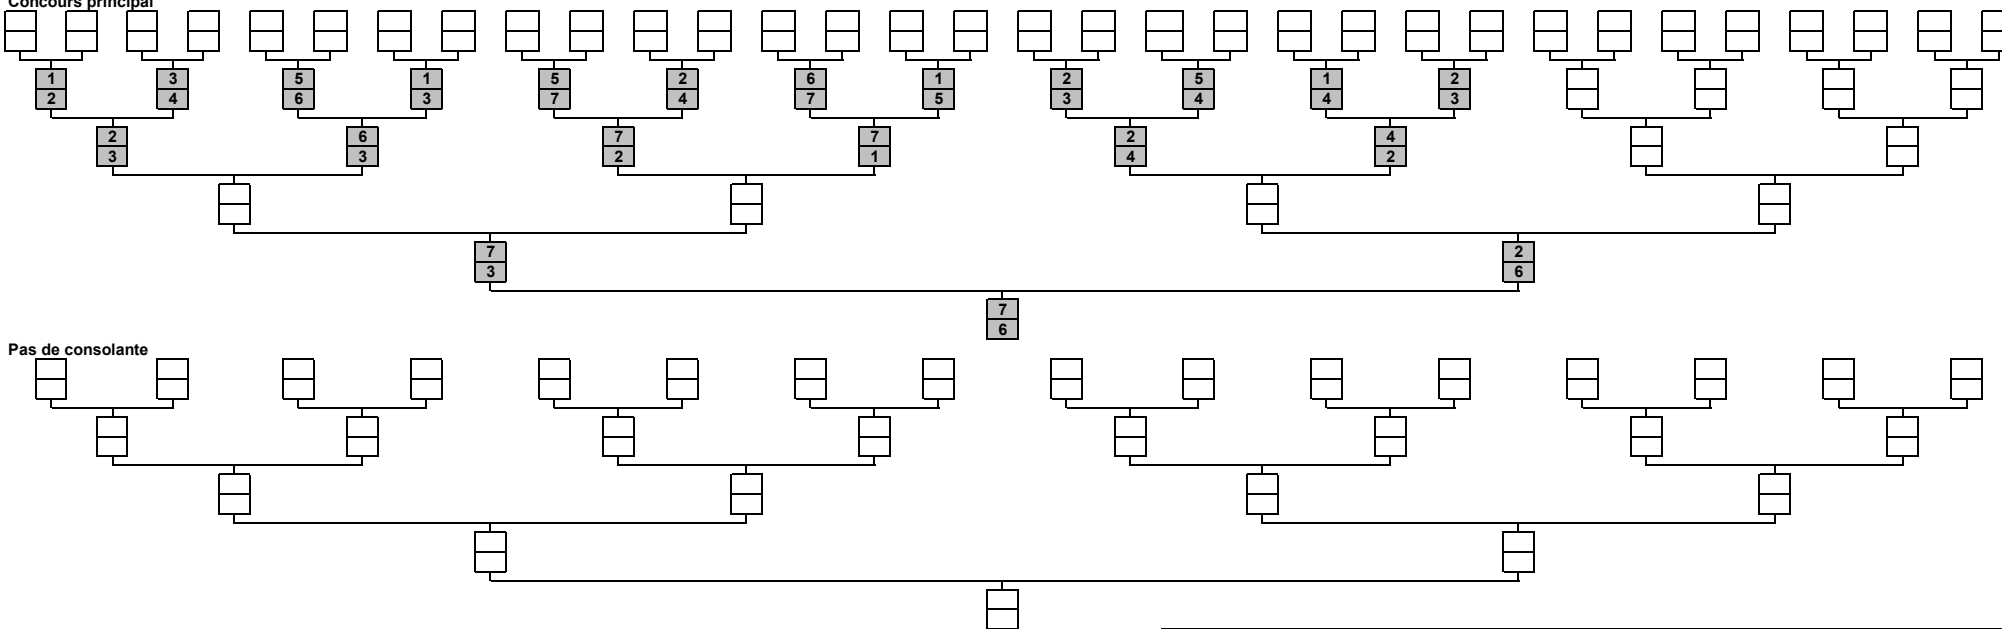 Concours principal
1 3 5 1 5 2 6 1 2 5 1 2
2 4 6 3 7 4 7 5 3 4 4 3
2 6 7 7 2 4
3 3 2 1 4 2
7 2
3 6
7
6
Pas de consolante